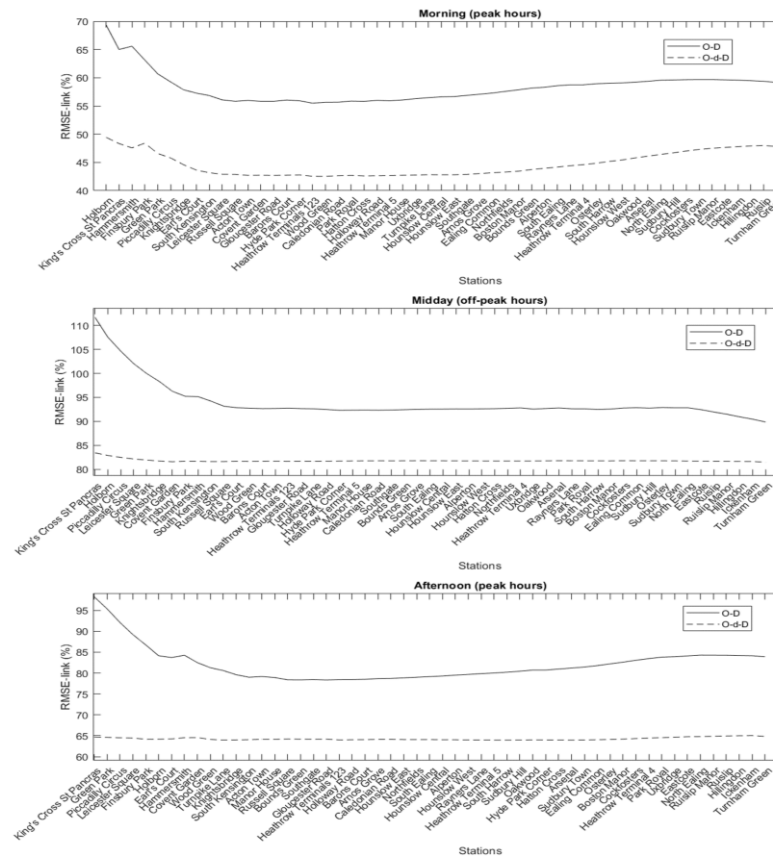 Morning (peak hours)
70
65
60
55
50
45
40
RMSE-link (%)
O-D
O-d-D
Holborn
King's Cross St Pancras
Hammersmith
Finsbury Park
Green Park
Piccadilly Circus
Knightsbridge
Earl's Court
South Kensington
Leicester Square
Russell Square
Acton Town
Covent Garden
Gloucester Road
Barons Court
Hyde Park Corner
Heathrow Terminals 123
Wood Green
Caledonian Road
Park Royal
Hatton Cross
Holloway Road
Heathrow Terminal 5
Manor House
Uxbridge
Turnpike Lane
Hounslow Central
Hounslow East
Southgate
Arnos Grove
Ealing Common
Northfields
Boston Manor
Bounds Green
Alperton
South Ealing
Rayners Lane
Heathrow Terminal 4
Osterley
South Harrow
Hounslow West
Oakwood
Arsenal
North Ealing
Sudbury Hill
Cockfosters
Sudbury Town
Ruislip Manor
Eastcote
Ickenham
Hillingdon
Ruislip
Turnham Green
Stations
Midday (off-peak hours)
110
105
100
95
90
85
80
RMSE-link (%)
O-D
O-d-D
King's Cross St Pancras
Holborn
Piccadilly Circus
Leicester Square
Green Park
Knightsbridge
Covent Garden
Finsbury Park
Hammersmith
South Kensington
Russell Square
Earl's Court
Wood Green
Acton Town
Barons Court
Heathrow Terminals 123
Gloucester Road
Turnpike Lane
Holloway Road
Hyde Park Corner
Heathrow Terminal 5
Manor House
Caledonian Road
Southgate
Bounds Green
Arnos Grove
South Ealing
Hounslow Central
Hounslow East
Alperton
Hounslow West
Hatton Cross
Northfields
Heathrow Terminal 4
Uxbridge
Oakwood
Arsenal
Rayners Lane
Park Royal
South Harrow
Boston Manor
Cockfosters
Ealing Common
Sudbury Hill
Osterley
Sudbury Town
North Ealing
Eastcote
Ruislip
Ruislip Manor
Hillingdon
Ickenham
Turnham Green
Stations
Afternoon (peak hours)
95
90
85
80
75
70
65
60
RMSE-link (%)
O-D
O-d-D
King's Cross St Pancras
Green Park
Piccadilly Circus
Leicester Square
Finsbury Park
Holborn
Earl's Court
Hammersmith
Covent Garden
Wood Green
Turnpike Lane
Knightsbridge
South Kensington
Acton Town
Manor House
Russell Square
Bounds Green
Southgate
Gloucester Road
Heathrow Terminals 123
Holloway Road
Barons Court
Arnos Grove
Caledonian Road
Hounslow East
Northfields
South Ealing
Hounslow Central
Alperton
Hounslow West
Rayners Lane
Heathrow Terminal 5
South Harrow
Sudbury Hill
Oakwood
Hyde Park Corner
Hatton Cross
Arsenal
Sudbury Town
Ealing Common
Osterley
Boston Manor
Cockfosters
Heathrow Terminal 4
Park Royal
Uxbridge
Eastcote
North Ealing
Ruislip Manor
Ruislip
Hillingdon
Ickenham
Turnham Green
Stations